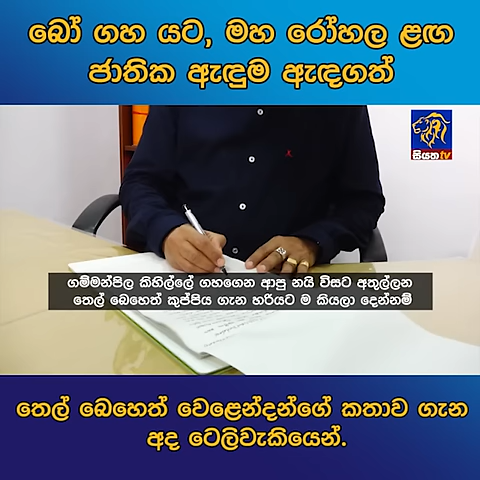 බෝ ගහ යට, මහ රෝහල ළඟ
ජාතික ඇඳුම ඇඳගත්
සියත tv
ගම්මන්පිල කිහිල්ලේ ගහගෙන ආපු නයි විසට අතුල්ලන
තෙල් බෙහෙත් කුප්පිය ගැන හරියට ම කියලා දෙන්නම්
තෙල් බෙහෙත් වෙළෙන්දන්ගේ කතාව ගැන
අද ටෙලිවැකියෙන්.